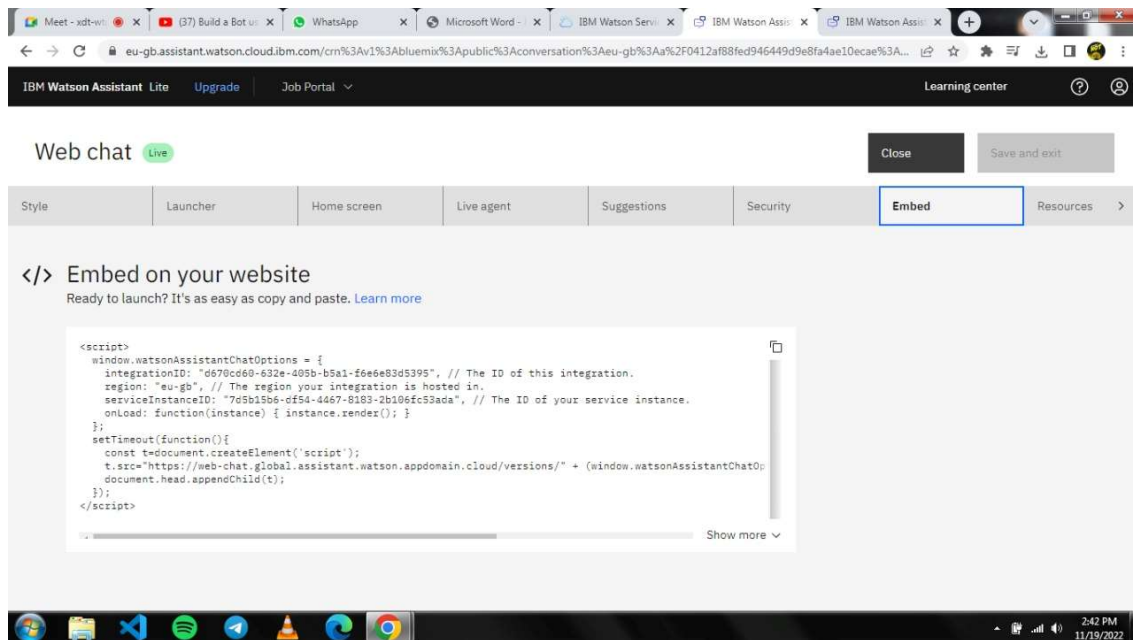 Meet - xdt-wt
(37) Build a Bot us
WhatsApp
Microsoft Word -
IBM Watson Servi
IBM Watson Assis
IBM Watson Assis
eu-gb.assistant.watson.cloud.ibm.com/crn%3Av1%3Abluemix%3Apublic%3Aconversation%3Aeu-gb%3Aa%2F0412af88fed946449d9e8fa4ae10ecae%3A...
IBM Watson Assistant Lite Upgrade Job Portal Learning center
Web chat Live Close Save and exit
Style Launcher Home screen Live agent Suggestions Security Embed Resources
</> Embed on your website
Ready to launch? It's as easy as copy and paste. Learn more
<script>
window.watsonAssistantChatOptions = {
integrationID: "d670cd60-632e-405b-b5a1-f6e6e83d5395", // The ID of this integration.
region: "eu-gb", // The region your integration is hosted in.
serviceInstanceID: "7d5b15b6-df54-4467-8183-2b106fc53ada", // The ID of your service instance.
onLoad: function(instance) { instance.render(); }
};
setTimeout(function(){
const t=document.createElement('script');
t.src="https://web-chat.global.assistant.watson.appdomain.cloud/versions/" + (window.watsonAssistantChatOp
document.head.appendChild(t);
});
</script>
Show more
2:42 PM
11/19/2022